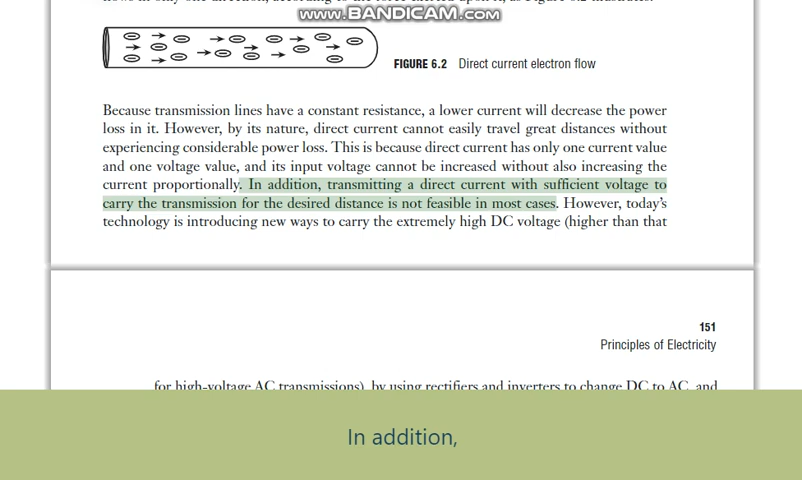 www.BANDICAM.com
FIGURE 6.2 Direct current electron flow
Because transmission lines have a constant resistance, a lower current will decrease the power
loss in it. However, by its nature, direct current cannot easily travel great distances without
experiencing considerable power loss. This is because direct current has only one current value
and one voltage value, and its input voltage cannot be increased without also increasing the
current proportionally. In addition, transmitting a direct current with sufficient voltage to
carry the transmission for the desired distance is not feasible in most cases. However, today's
technology is introducing new ways to carry the extremely high DC voltage (higher than that
151
Principles of Electricity
for high-voltage AC transmissions), by using rectifiers and inverters to change DC to AC, and
In addition,